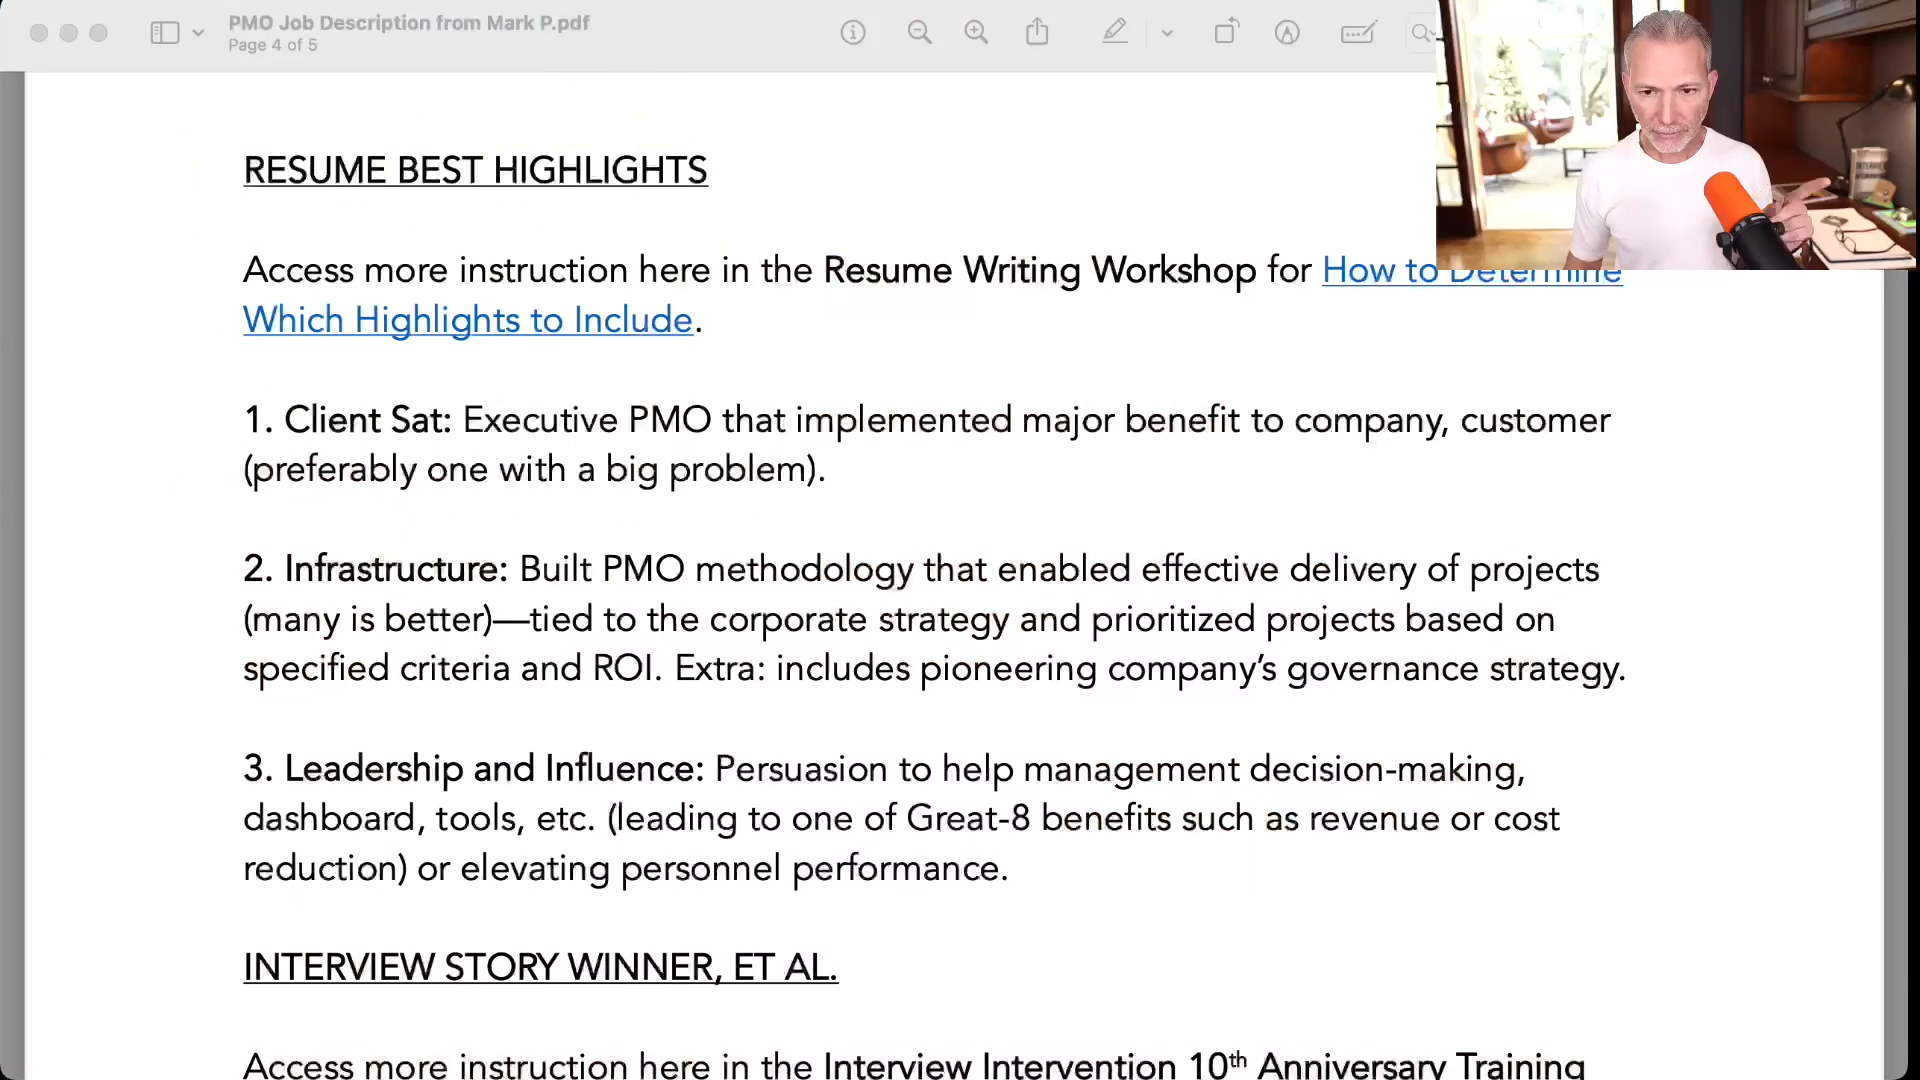 PMO Job Description from Mark P.pdf
Page 4 of 5
RESUME BEST HIGHLIGHTS
Access more instruction here in the Resume Writing Workshop for How to Determine
Which Highlights to Include.
1. Client Sat: Executive PMO that implemented major benefit to company, customer
(preferably one with a big problem).
2. Infrastructure: Built PMO methodology that enabled effective delivery of projects
(many is better)—tied to the corporate strategy and prioritized projects based on
specified criteria and ROI. Extra: includes pioneering company’s governance strategy.
3. Leadership and Influence: Persuasion to help management decision-making,
dashboard, tools, etc. (leading to one of Great-8 benefits such as revenue or cost
reduction) or elevating personnel performance.
INTERVIEW STORY WINNER, ET AL.
Access more instruction here in the Interview Intervention 10th Anniversary Training